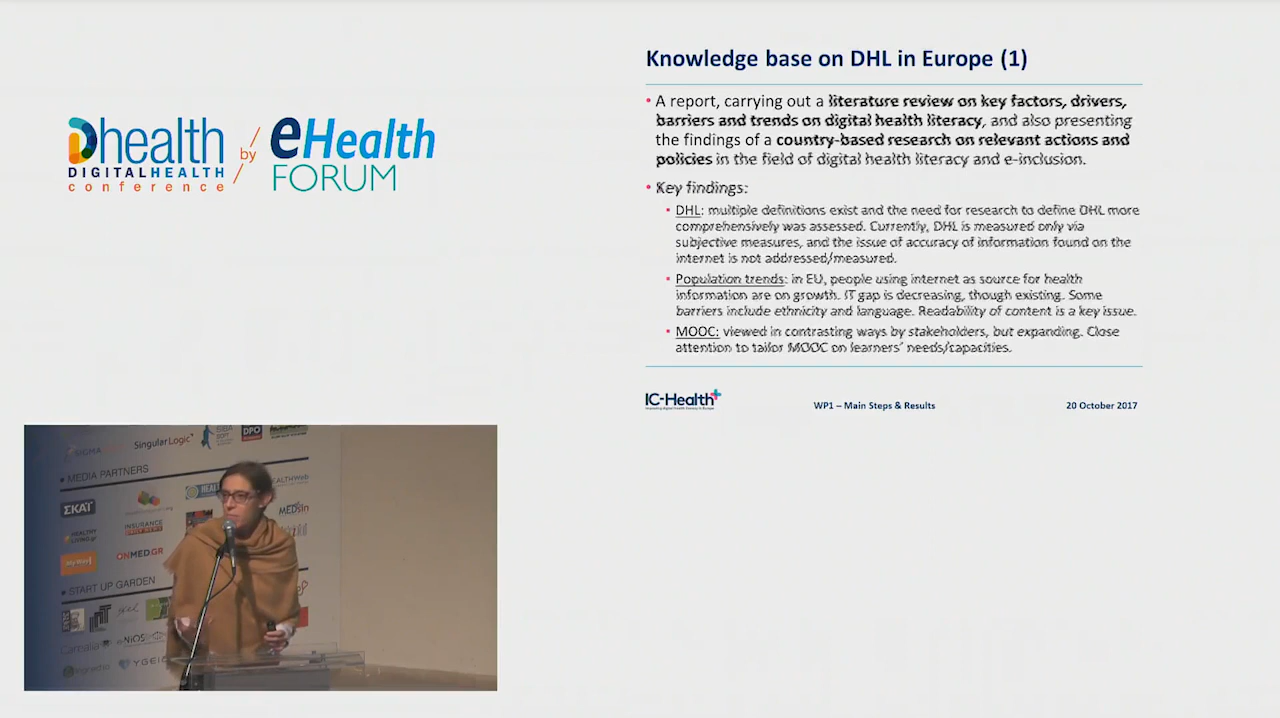 Dhealth
DIGITALHEALTH
conference
by
eHealth
FORUM
Knowledge base on DHL in Europe (1)
• A report, carrying out a literature review on key factors, drivers,
barriers and trends on digital health literacy, and also presenting
the findings of a country-based research on relevant actions and
policies in the field of digital health literacy and e-inclusion.
• Key findings:
• DHL: multiple definitions exist and the need for research to define DHL more
comprehensively was assessed. Currently, DHL is measured only via
subjective measures, and the issue of accuracy of information found on the
internet is not addressed/measured.
• Population trends: in EU, people using internet as source for health
information are on growth. IT gap is decreasing, though existing. Some
barriers include ethnicity and language. Readability of content is a key issue.
• MOOC: viewed in contrasting ways by stakeholders, but expanding. Close
attention to tailor MOOC on learners' needs/capacities.
IC-Health
WP1 – Main Steps & Results
20 October 2017
SIGMA
SingularLogic
DPO
• MEDIA PARTNERS
ΣΚΑΪ
HEALTHWeb
MEDSin
HEALTHY
LIVING.gr
INSURANCE
DAILY NEWS
My Way
ONMED.GR
• START UP GARDEN
Carealia
eNiOS
YGEIO